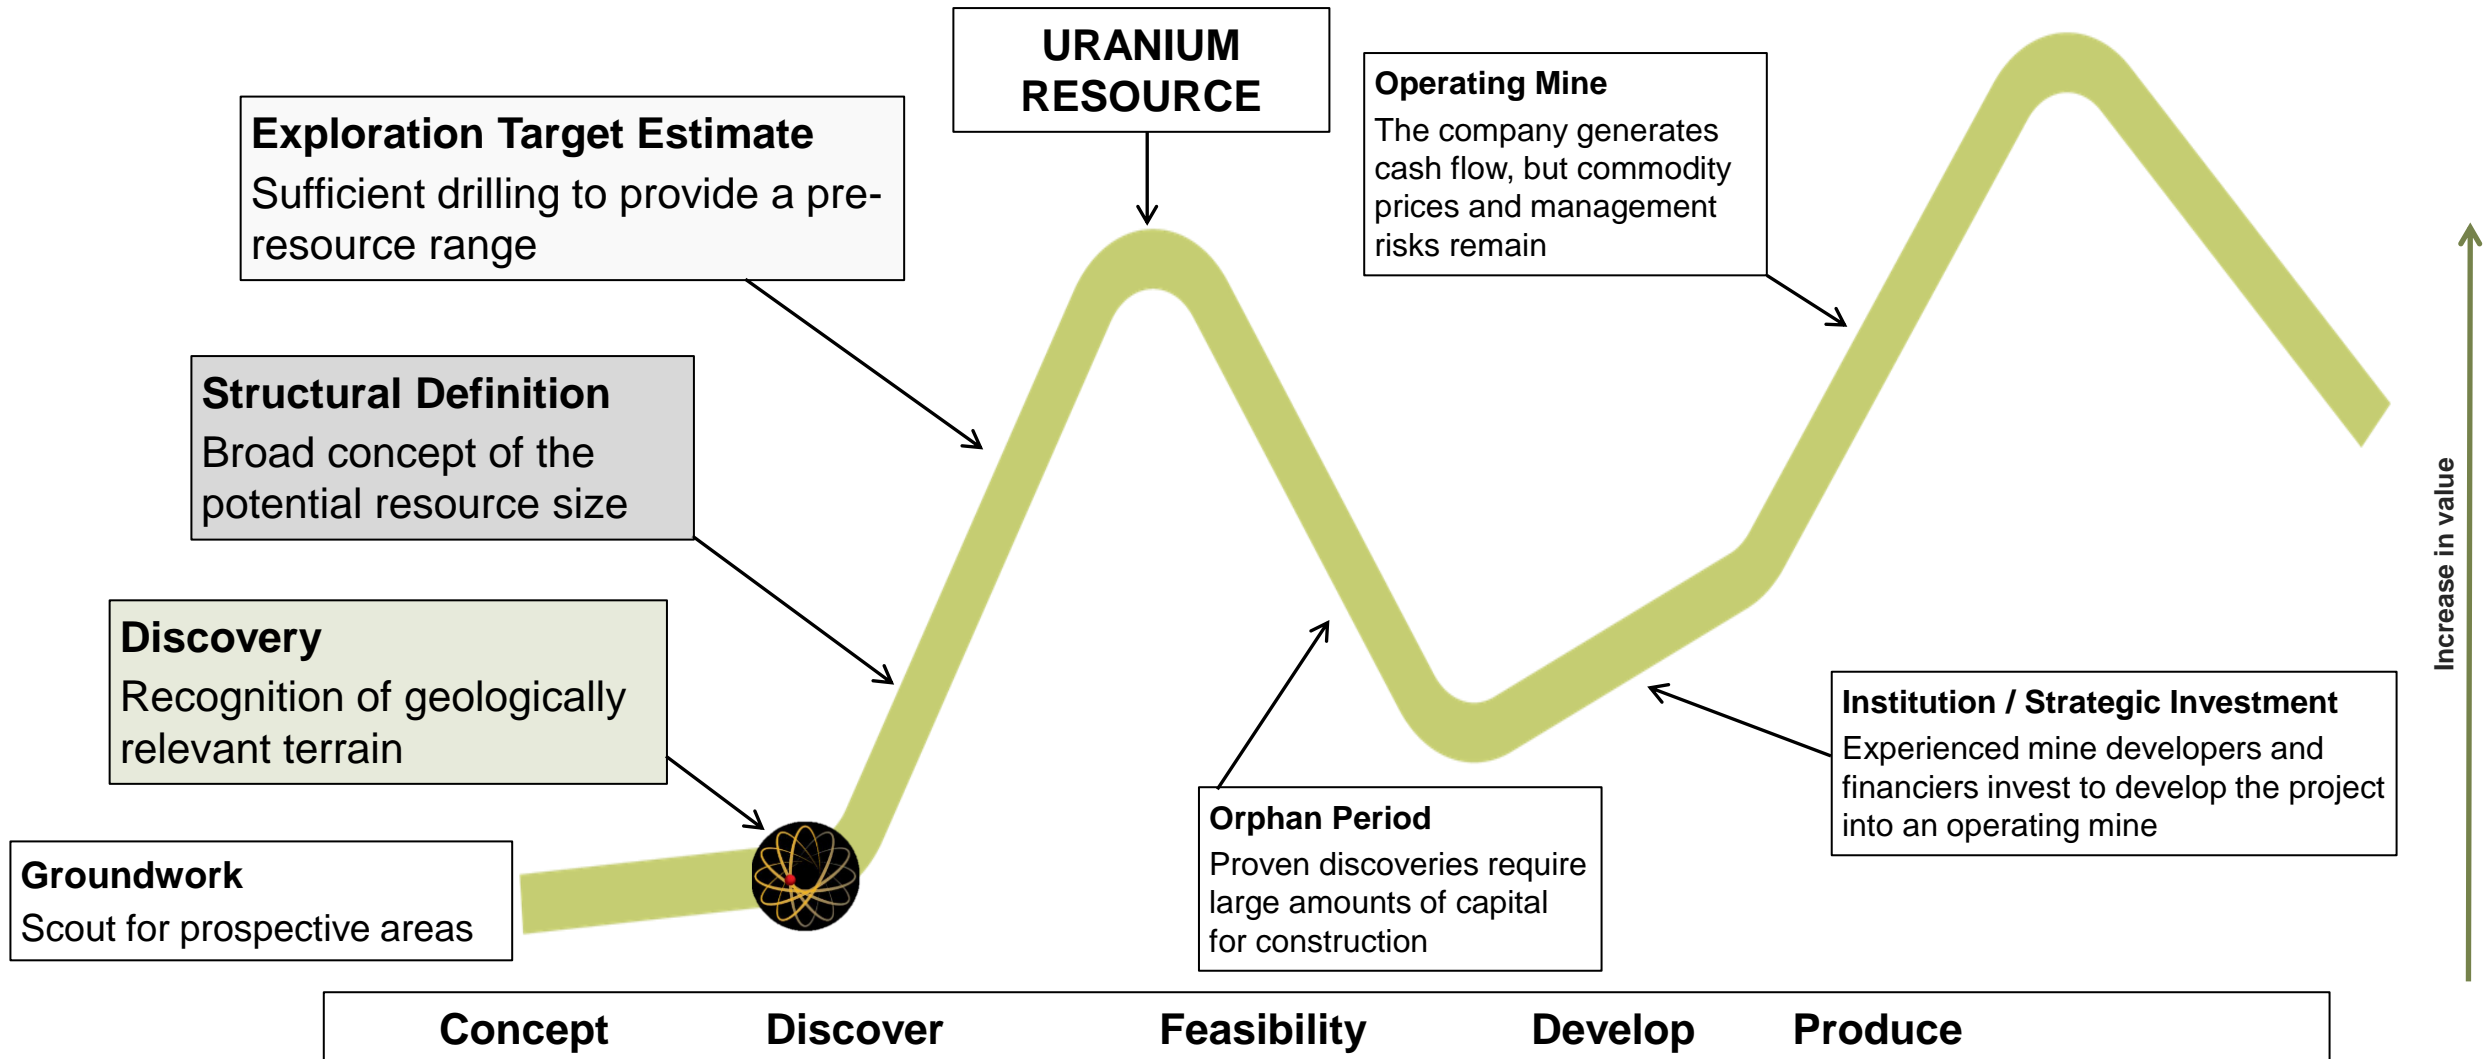 URANIUM
RESOURCE
Exploration Target Estimate
Sufficient drilling to provide a pre-
resource range
Operating Mine
The company generates
cash flow, but commodity
prices and management
risks remain
Structural Definition
Broad concept of the
potential resource size
Increase in value
Discovery
Recognition of geologically
relevant terrain
Institution / Strategic Investment
Experienced mine developers and
financiers invest to develop the project
into an operating mine
Orphan Period
Proven discoveries require
large amounts of capital
for construction
Groundwork
Scout for prospective areas
Concept Discover Feasibility Develop Produce